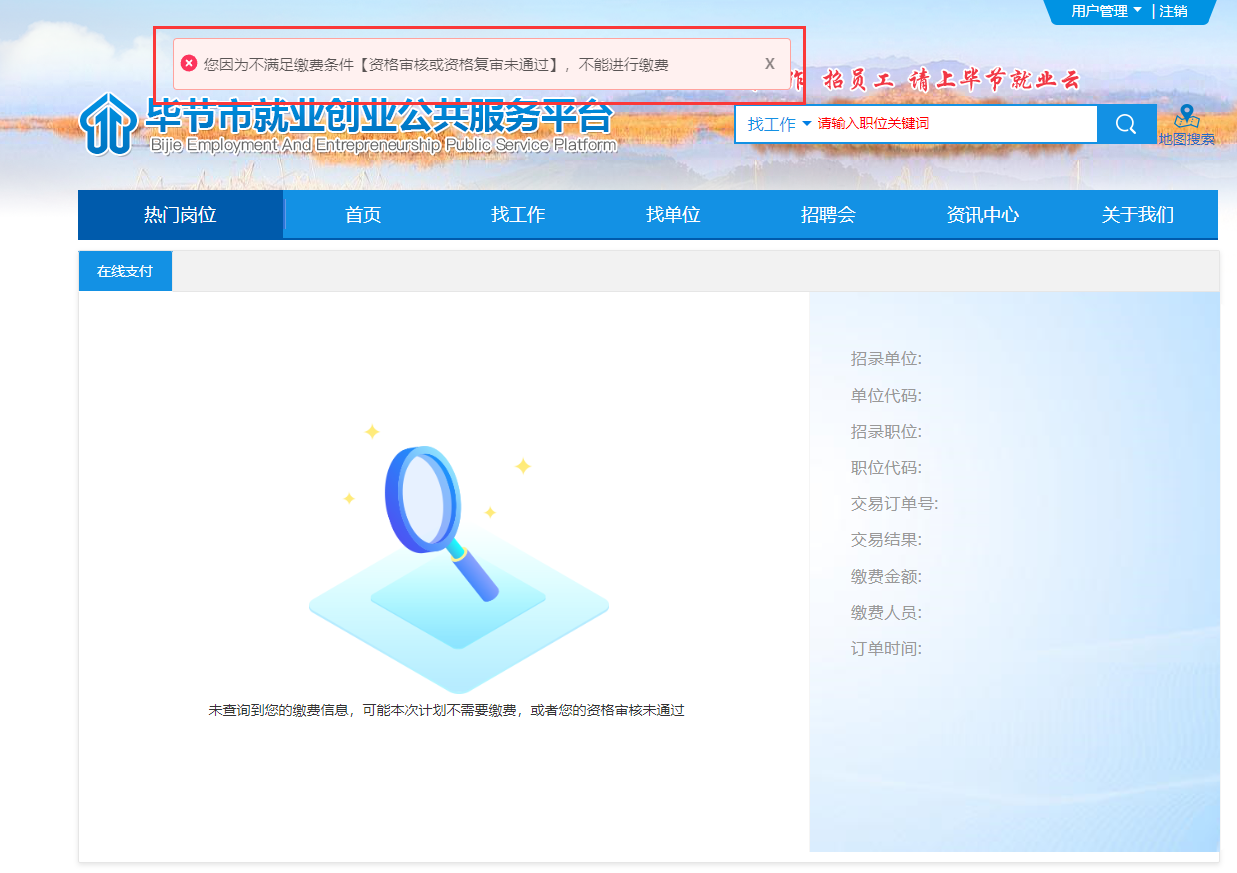 用户管理 | 注销
您因为不满足缴费条件【资格审核或资格复审未通过】，不能进行缴费 X
招员工 请上毕节就业云
毕节市就业创业公共服务平台
Bijie Employment And Entrepreneurship Public Service Platform
找工作 请输入职位关键词
地图搜索
热门岗位 首页 找工作 找单位 招聘会 资讯中心 关于我们
在线支付
招录单位:
单位代码:
招录职位:
职位代码:
交易订单号:
交易结果:
缴费金额:
缴费人员:
订单时间:
未查询到您的缴费信息，可能本次计划不需要缴费，或者您的资格审核未通过